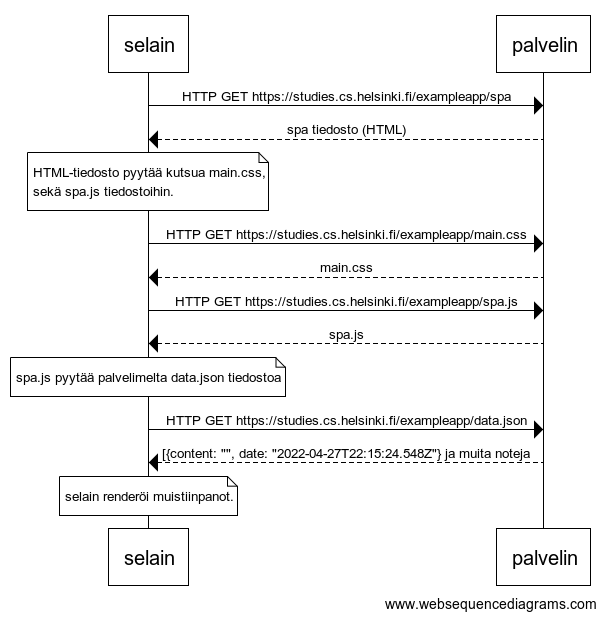 selain palvelin
HTTP GET https://studies.cs.helsinki.fi/exampleapp/spa
spa tiedosto (HTML)
HTML-tiedosto pyytää kutsua main.css,
sekä spa.js tiedostoihin.
HTTP GET https://studies.cs.helsinki.fi/exampleapp/main.css
main.css
HTTP GET https://studies.cs.helsinki.fi/exampleapp/spa.js
spa.js
spa.js pyytää palvelimelta data.json tiedostoa
HTTP GET https://studies.cs.helsinki.fi/exampleapp/data.json
[{content: "", date: "2022-04-27T22:15:24.548Z"} ja muita noteja
selain renderöi muistiinpanot.
selain palvelin
www.websequencediagrams.com